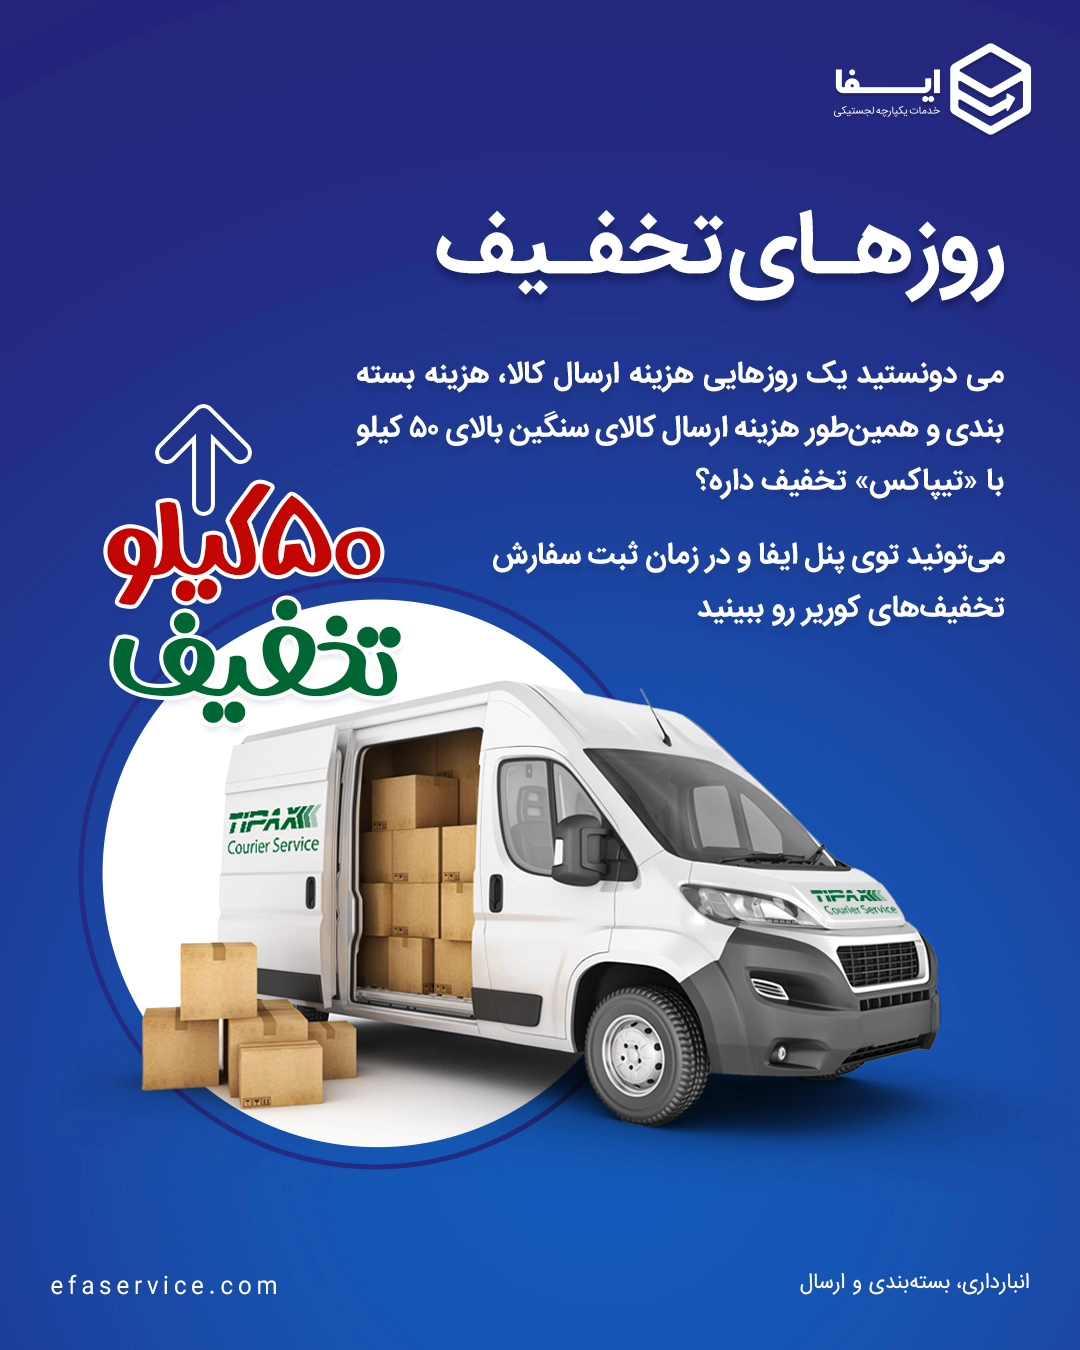 ایفا
خدمات یکپارچه لجستیکی
روزهای تخفیف
می دونستید یک روزهایی هزینه ارسال کالا، هزینه بسته
بندی و همین‌طور هزینه ارسال کالای سنگین بالای ۵۰ کیلو
با «تیپاکس» تخفیف داره؟
می‌تونید توی پنل ایفا و در زمان ثبت سفارش
تخفیف‌های کوریر رو ببینید
۵۰ کیلو
تخفیف
TIPAX
Courier Service
TIPAX
Courier Service
efaservice.com
انبارداری، بسته‌بندی و ارسال